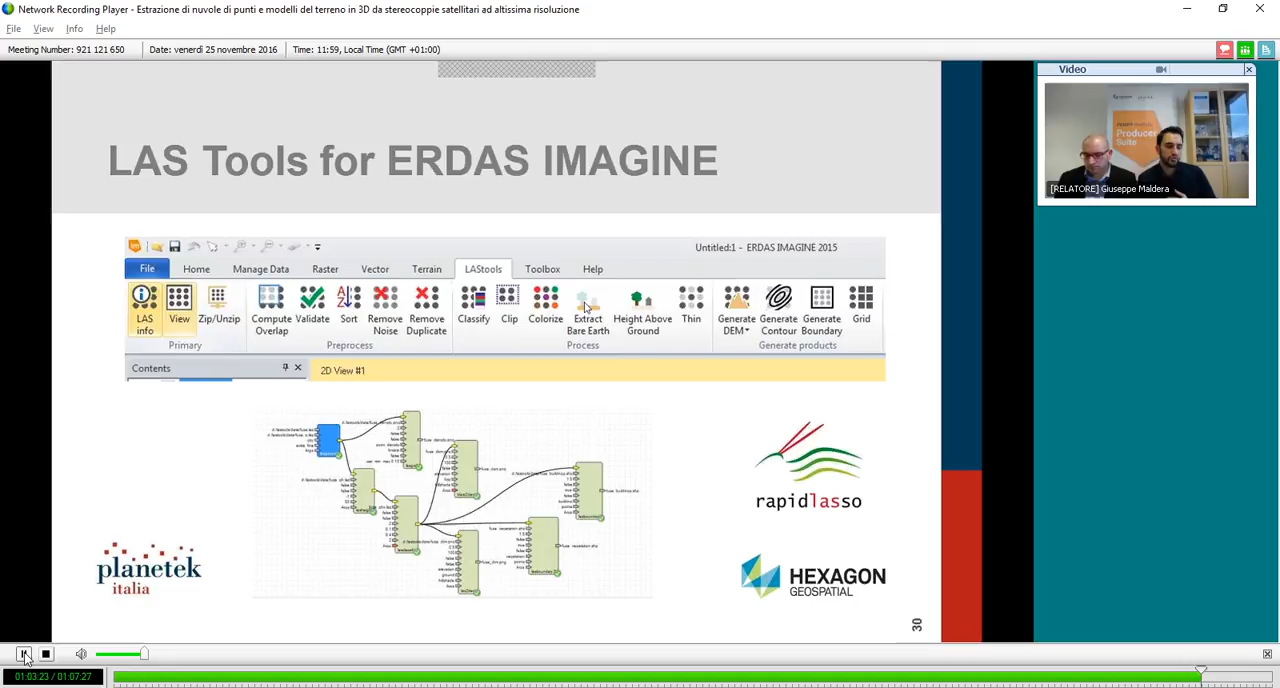 Network Recording Player - Estrazione di nuvole di punti e modelli del terreno in 3D da stereocoppie satellitari ad altissima risoluzione
File View Info Help
Meeting Number: 921 121 650 Date: venerdì 25 novembre 2016 Time: 11:59, Local Time (GMT +01:00)
Video
Producer
Suite
[RELATORE] Giuseppe Maldera
LAS Tools for ERDAS IMAGINE
Untitled:1 - ERDAS IMAGINE 2015
File Home Manage Data Raster Vector Terrain LAStools Toolbox Help
LAS info View Zip/Unzip Compute Overlap Validate Sort Remove Noise Remove Duplicate Classify Clip Colorize Extract Bare Earth Height Above Ground Thin Generate DEM Generate Contour Generate Boundary Grid
Primary Preprocess Process Generate products
Contents 2D View #1
rapidlasso
planetek
italia
HEXAGON
GEOSPATIAL
30
01:03:23 / 01:07:27